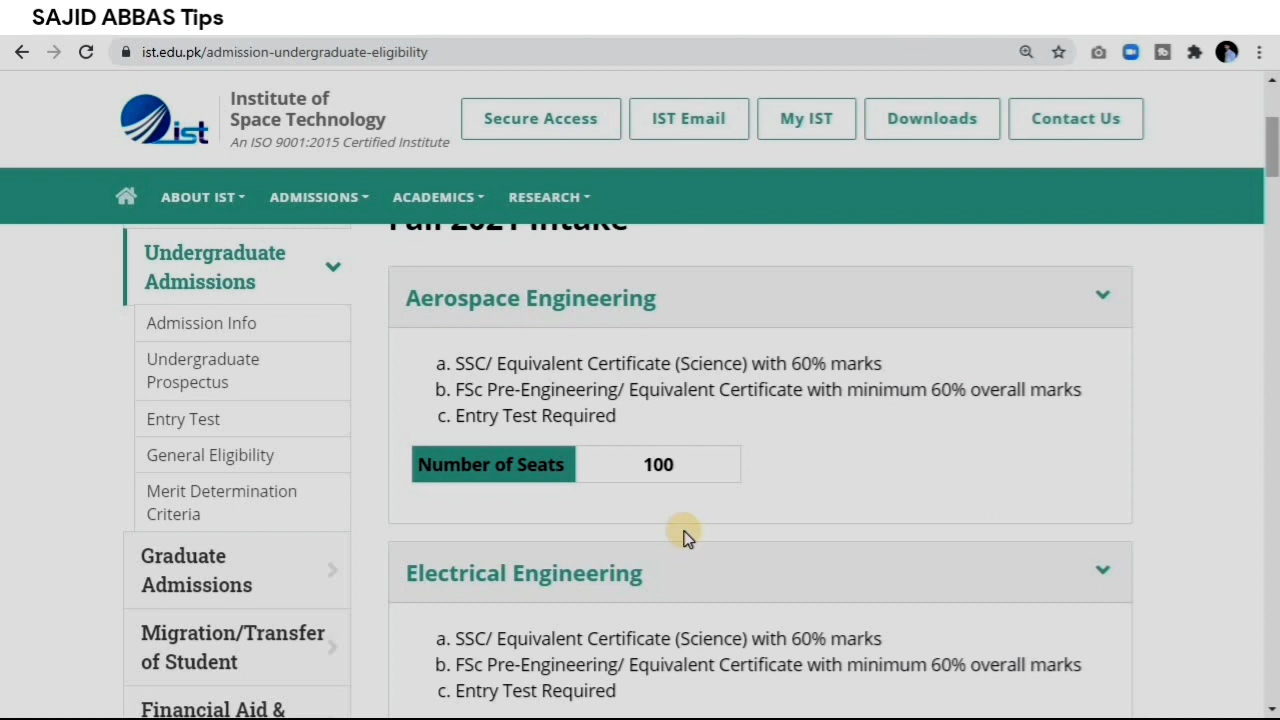 SAJID ABBAS Tips
ist.edu.pk/admission-undergraduate-eligibility
Institute of
Space Technology
An ISO 9001:2015 Certified Institute
ist
Secure Access
IST Email
My IST
Downloads
Contact Us
ABOUT IST
ADMISSIONS
ACADEMICS
RESEARCH
Undergraduate
Admissions
Admission Info
Undergraduate
Prospectus
Entry Test
General Eligibility
Merit Determination
Criteria
Graduate
Admissions
Migration/Transfer
of Student
Financial Aid &
Fall 2021 Intake
Aerospace Engineering
a. SSC/ Equivalent Certificate (Science) with 60% marks
b. FSc Pre-Engineering/ Equivalent Certificate with minimum 60% overall marks
c. Entry Test Required
Number of Seats 100
Electrical Engineering
a. SSC/ Equivalent Certificate (Science) with 60% marks
b. FSc Pre-Engineering/ Equivalent Certificate with minimum 60% overall marks
c. Entry Test Required